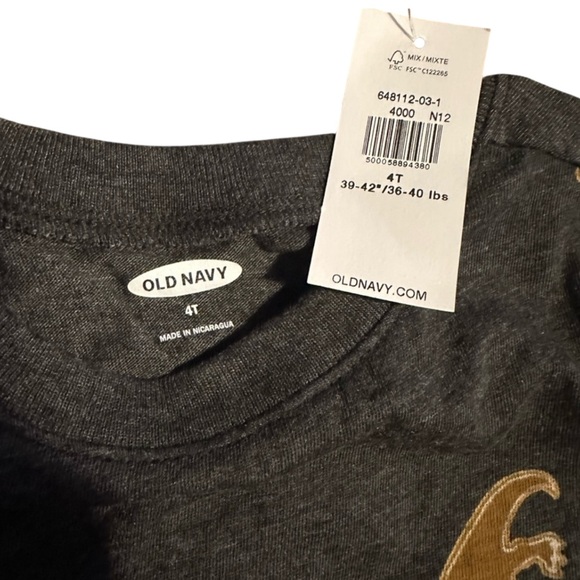 MIX/MIXTE
FSC FSC™ C122265
648112-03-1
4000 N12
500058894380
4T
39-42"/36-40 lbs
OLDNAVY.COM
OLD NAVY
4T
MADE IN NICARAGUA